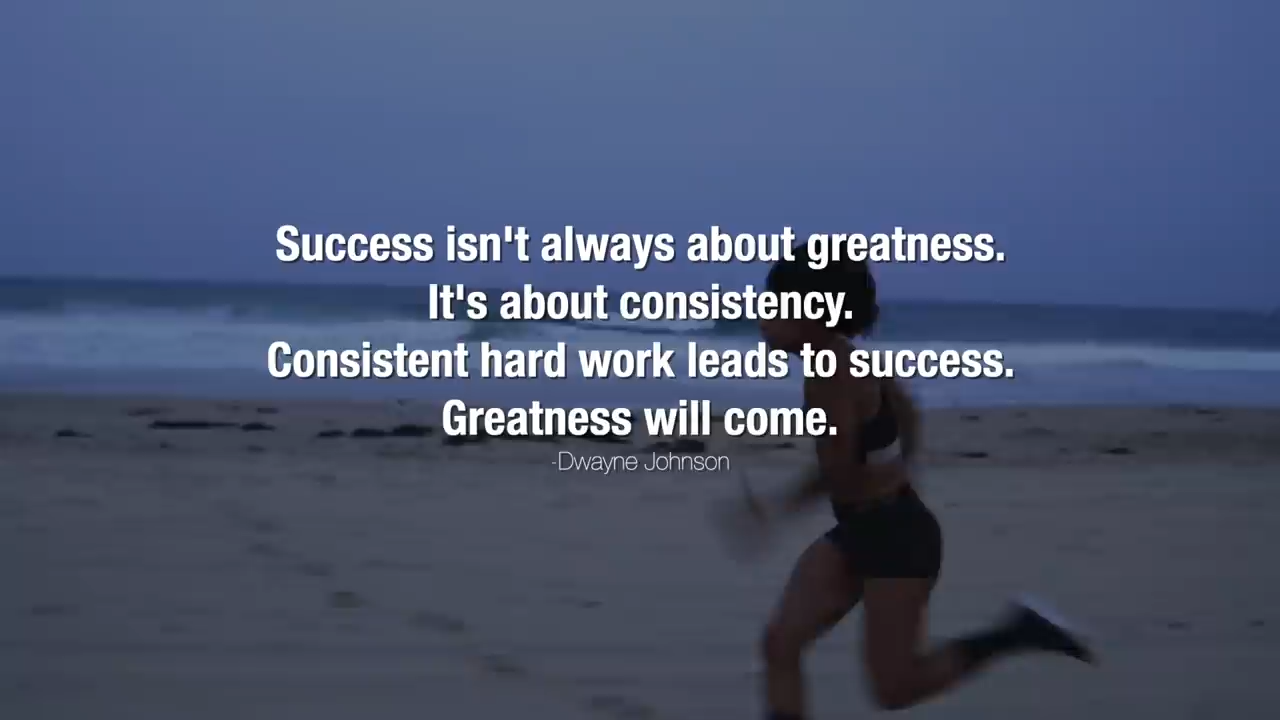 Success isn't always about greatness.
It's about consistency.
Consistent hard work leads to success.
Greatness will come.
-Dwayne Johnson